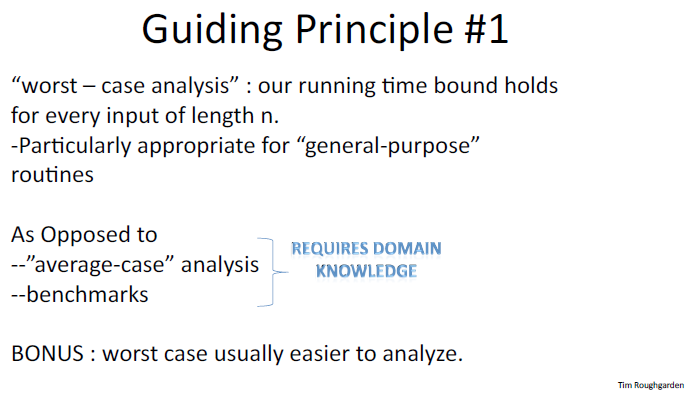 Guiding Principle #1
“worst – case analysis” : our running time bound holds
for every input of length n.
-Particularly appropriate for “general-purpose”
routines
As Opposed to
--”average-case” analysis
--benchmarks
REQUIRES DOMAIN
KNOWLEDGE
BONUS : worst case usually easier to analyze.
Tim Roughgarden